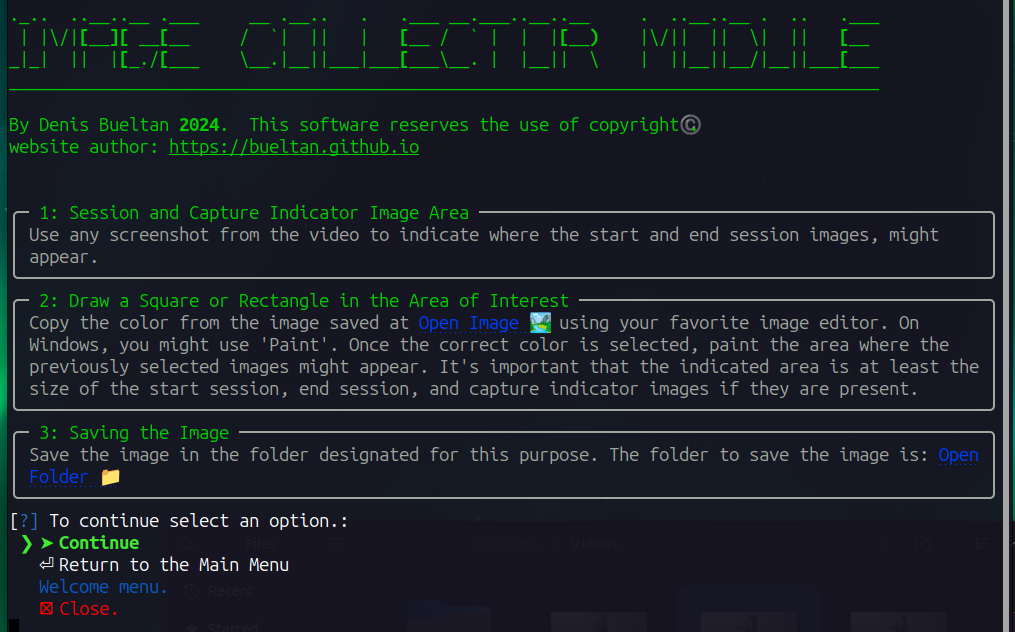 IMAGE COLLECTOR MODULE
By Denis Bueltan 2024. This software reserves the use of copyright©
website author: https://bueltan.github.io
1: Session and Capture Indicator Image Area
Use any screenshot from the video to indicate where the start and end session images, might
appear.
2: Draw a Square or Rectangle in the Area of Interest
Copy the color from the image saved at Open Image 🏞️ using your favorite image editor. On
Windows, you might use 'Paint'. Once the correct color is selected, paint the area where the
previously selected images might appear. It's important that the indicated area is at least the
size of the start session, end session, and capture indicator images if they are present.
3: Saving the Image
Save the image in the folder designated for this purpose. The folder to save the image is: Open
Folder 📁
[?] To continue select an option.:
❯ ➤ Continue
⏎ Return to the Main Menu
Welcome menu.
☒ Close.
Files
Videos
Recent
Starred